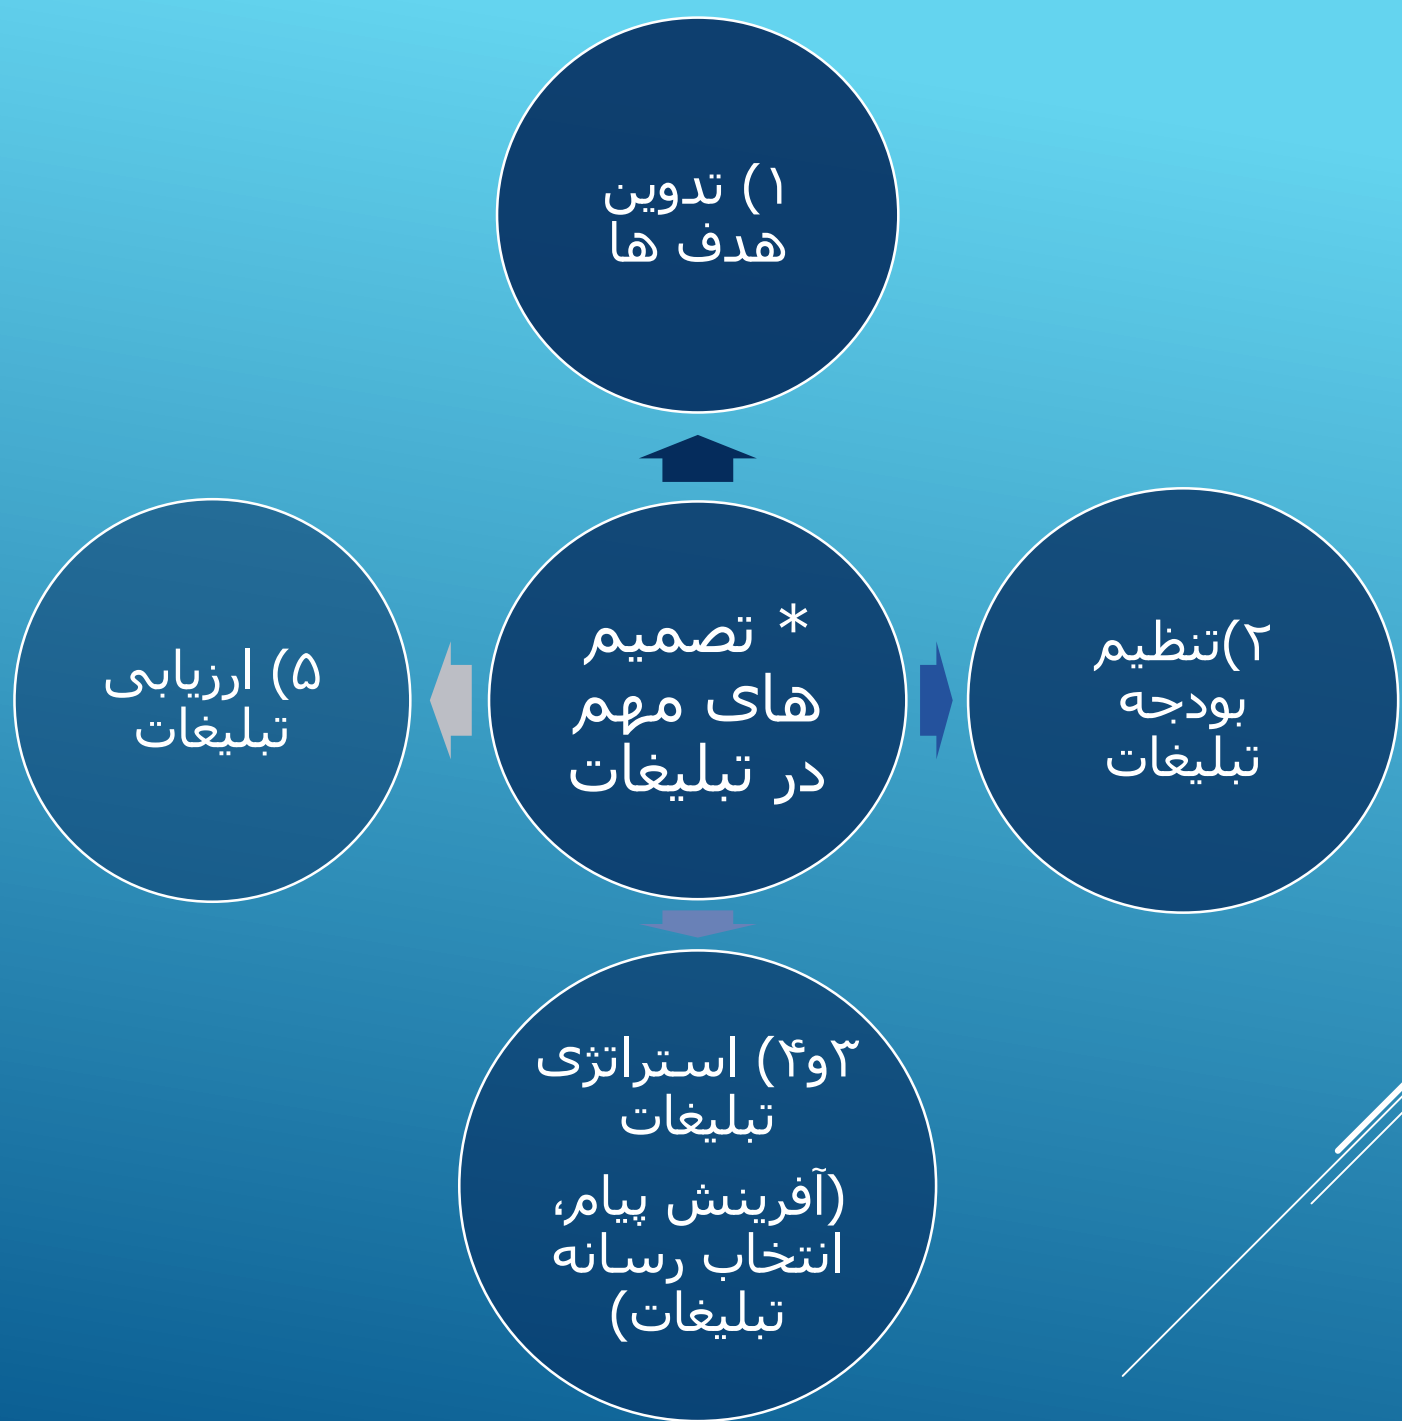 ۱) تدوین
هدف ها
* تصمیم
های مهم
در تبلیغات
۲)تنظیم
بودجه
تبلیغات
۳و۴) استراتژی
تبلیغات
(آفرینش پیام،
انتخاب رسانه
تبلیغات)
۵) ارزیابی
تبلیغات